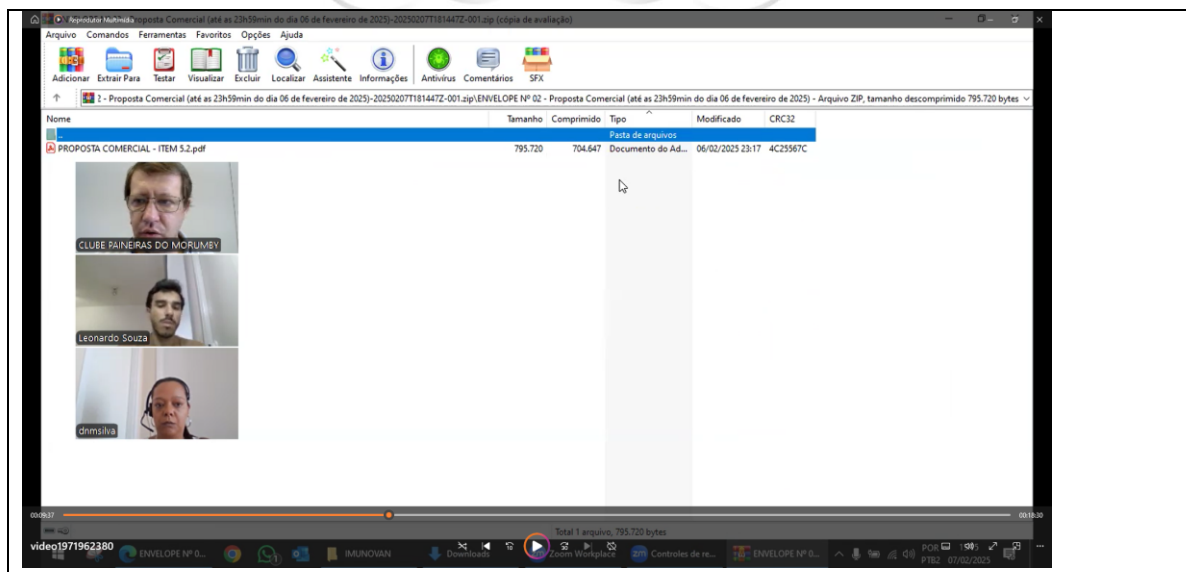 Reprodutor Multimídia
roposta Comercial (até as 23h59min do dia 06 de fevereiro de 2025)-20250207T181447Z-001.zip (cópia de avaliação)
Arquivo Comandos Ferramentas Favoritos Opções Ajuda
Adicionar Extrair Para Testar Visualizar Excluir Localizar Assistente Informações Antivírus Comentários SFX
2 - Proposta Comercial (até as 23h59min do dia 06 de fevereiro de 2025)-20250207T181447Z-001.zip\ENVELOPE Nº 02 - Proposta Comercial (até as 23h59min do dia 06 de fevereiro de 2025) - Arquivo ZIP, tamanho descomprimido 795.720 bytes
Nome Tamanho Comprimido Tipo Modificado CRC32
.. Pasta de arquivos
PROPOSTA COMERCIAL - ITEM 5.2.pdf 795.720 704.647 Documento do Ad... 06/02/2025 23:17 4C25567C
CLUBE PAINEIRAS DO MORUMBY
Leonardo Souza
dnmsilva
00:09:37 00:18:30
Total 1 arquivo, 795.720 bytes
video1971962380
ENVELOPE Nº 0... IMUNOVAN Downloads Zoom Workplace Controles de re... ENVELOPE Nº 0... POR
PTB2 07/02/2025